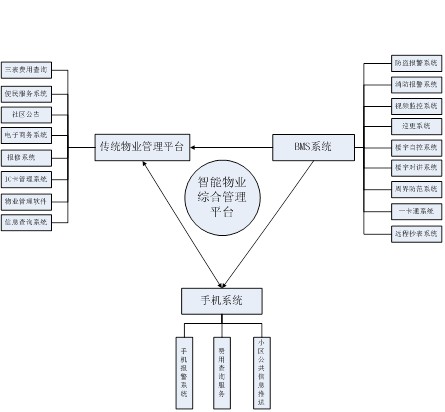 三表费用查询
便民服务系统
社区公告
电子商务系统
报修系统
IC卡管理系统
物业管理软件
信息查询系统
传统物业管理平台
BMS系统
智能物业
综合管理
平台
防盗报警系统
消防报警系统
视频监控系统
巡更系统
楼宇自控系统
楼宇对讲系统
周界防范系统
一卡通系统
远程抄表系统
手机系统
手机报警系统
费用查询服务
小区公共信息推送